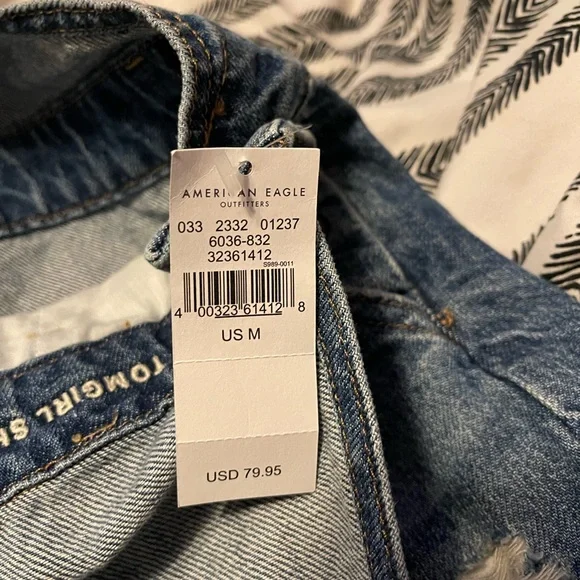 AMERICAN EAGLE
OUTFITTERS
033 2332 01237
6036-832
32361412
S989-0011
4 00323 61412 8
US M
USD 79.95
TOMGIRL